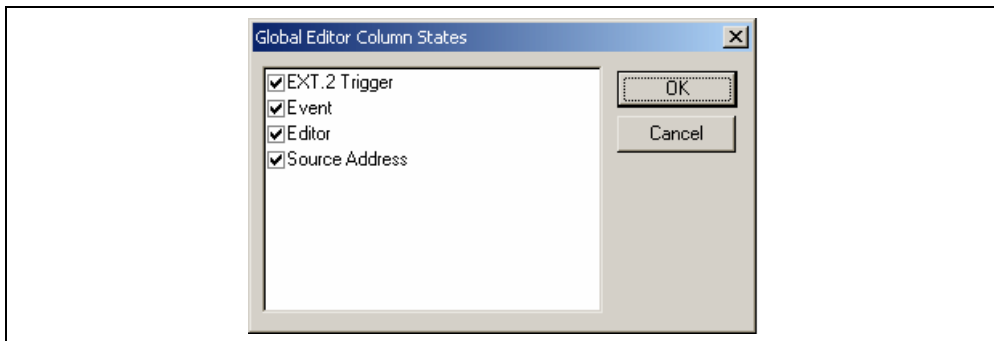 Global Editor Column States
EXT.2 Trigger
Event
Editor
Source Address
OK
Cancel